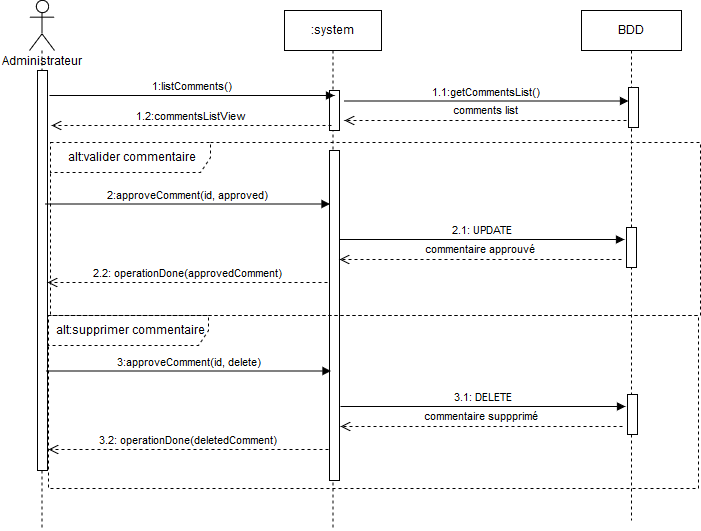 :system
BDD
Administrateur
1:listComments()
1.1:getCommentsList()
comments list
1.2:commentsListView
alt:valider commentaire
2:approveComment(id, approved)
2.1: UPDATE
commentaire approuvé
2.2: operationDone(approvedComment)
alt:supprimer commentaire
3:approveComment(id, delete)
3.1: DELETE
commentaire suppprimé
3.2: operationDone(deletedComment)